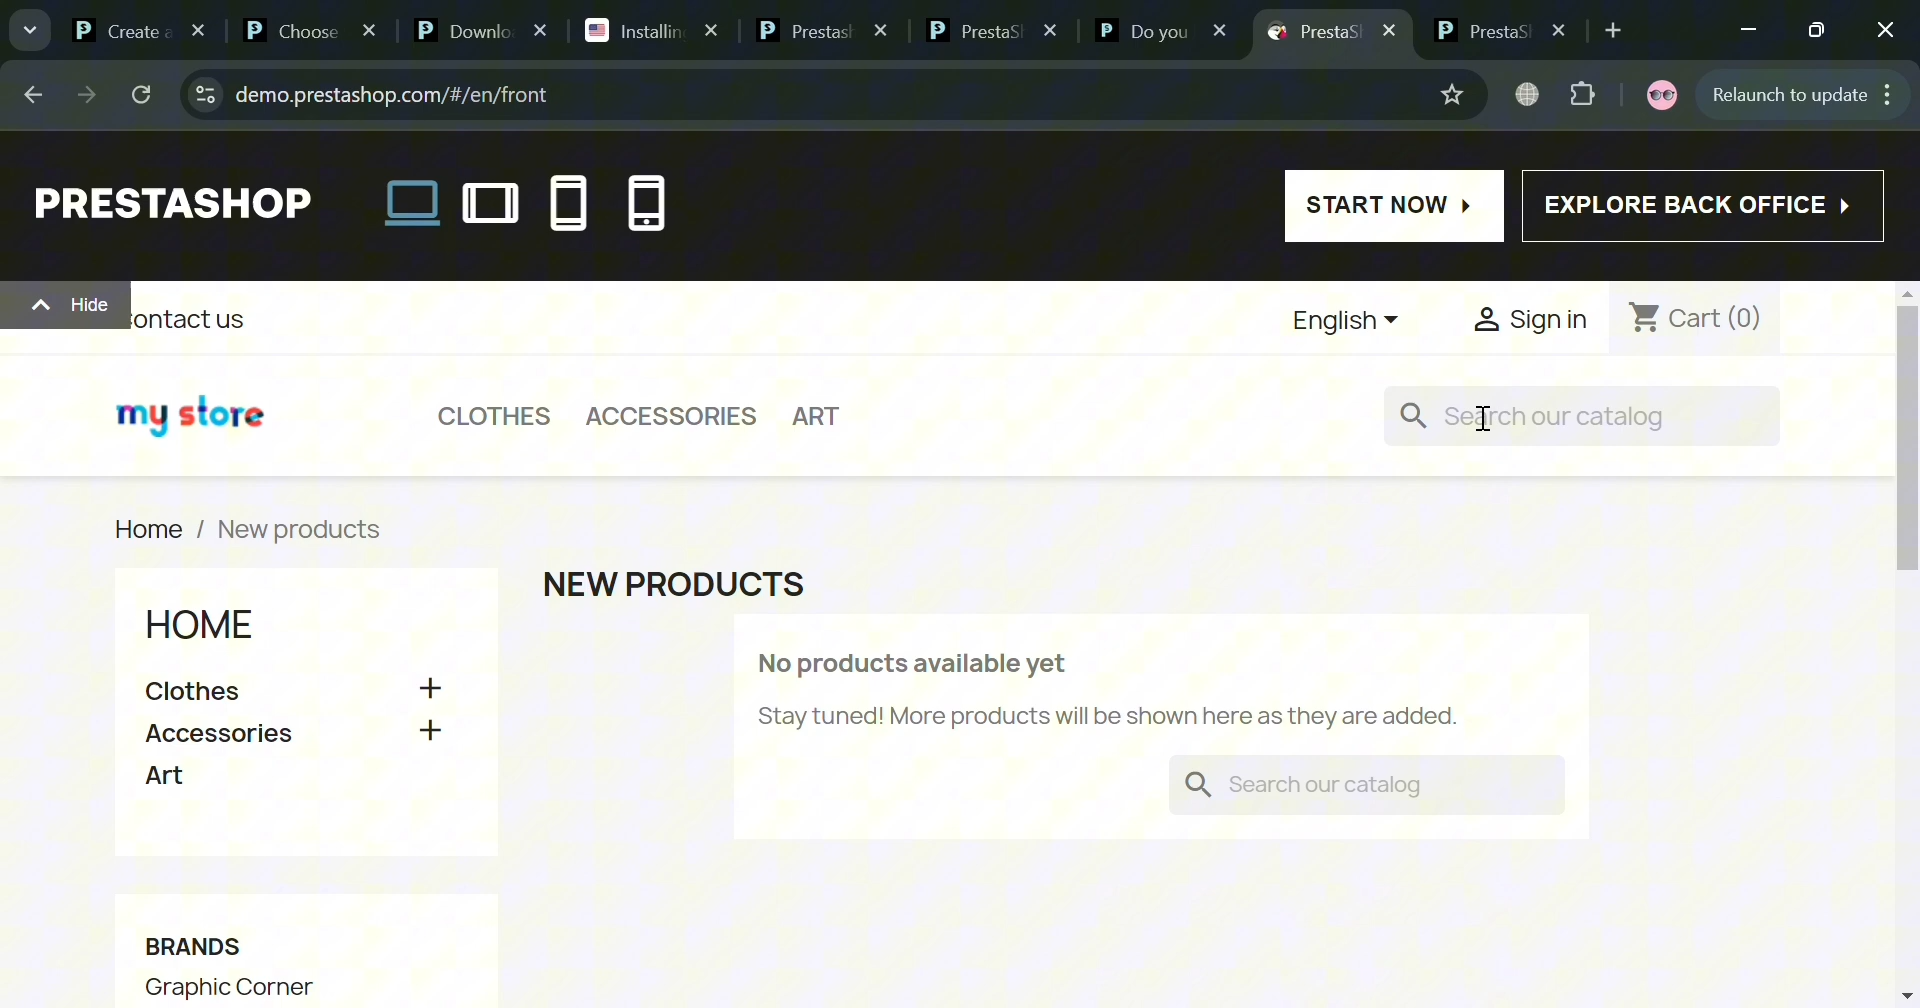 Create a
Choose
Downlo
Installin
Prestas
PrestaS
Do you
PrestaS
PrestaS
demo.prestashop.com/#/en/front
Relaunch to update
PRESTASHOP
START NOW
EXPLORE BACK OFFICE
Hide
ontact us
English
Sign in
Cart (0)
my store
CLOTHES ACCESSORIES ART
Search our catalog
Home / New products
HOME
Clothes
Accessories
Art
NEW PRODUCTS
No products available yet
Stay tuned! More products will be shown here as they are added.
Search our catalog
BRANDS
Graphic Corner